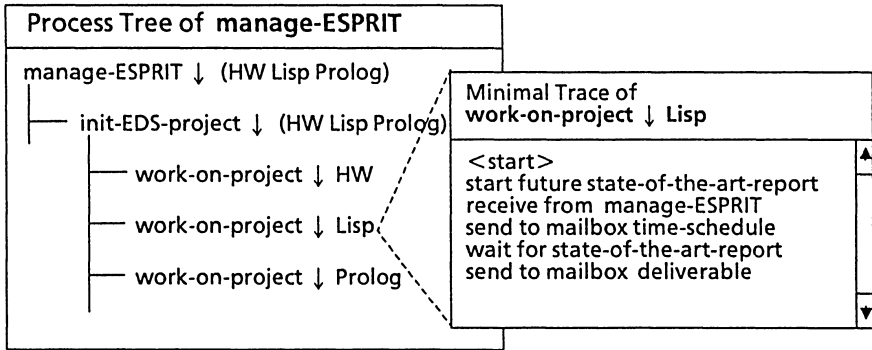 Process Tree of manage-ESPRIT
manage-ESPRIT ↓ (HW Lisp Prolog)
init-EDS-project ↓ (HW Lisp Prolog)
work-on-project ↓ HW
work-on-project ↓ Lisp
work-on-project ↓ Prolog
Minimal Trace of
work-on-project ↓ Lisp
<start>
start future state-of-the-art-report
receive from manage-ESPRIT
send to mailbox time-schedule
wait for state-of-the-art-report
send to mailbox deliverable